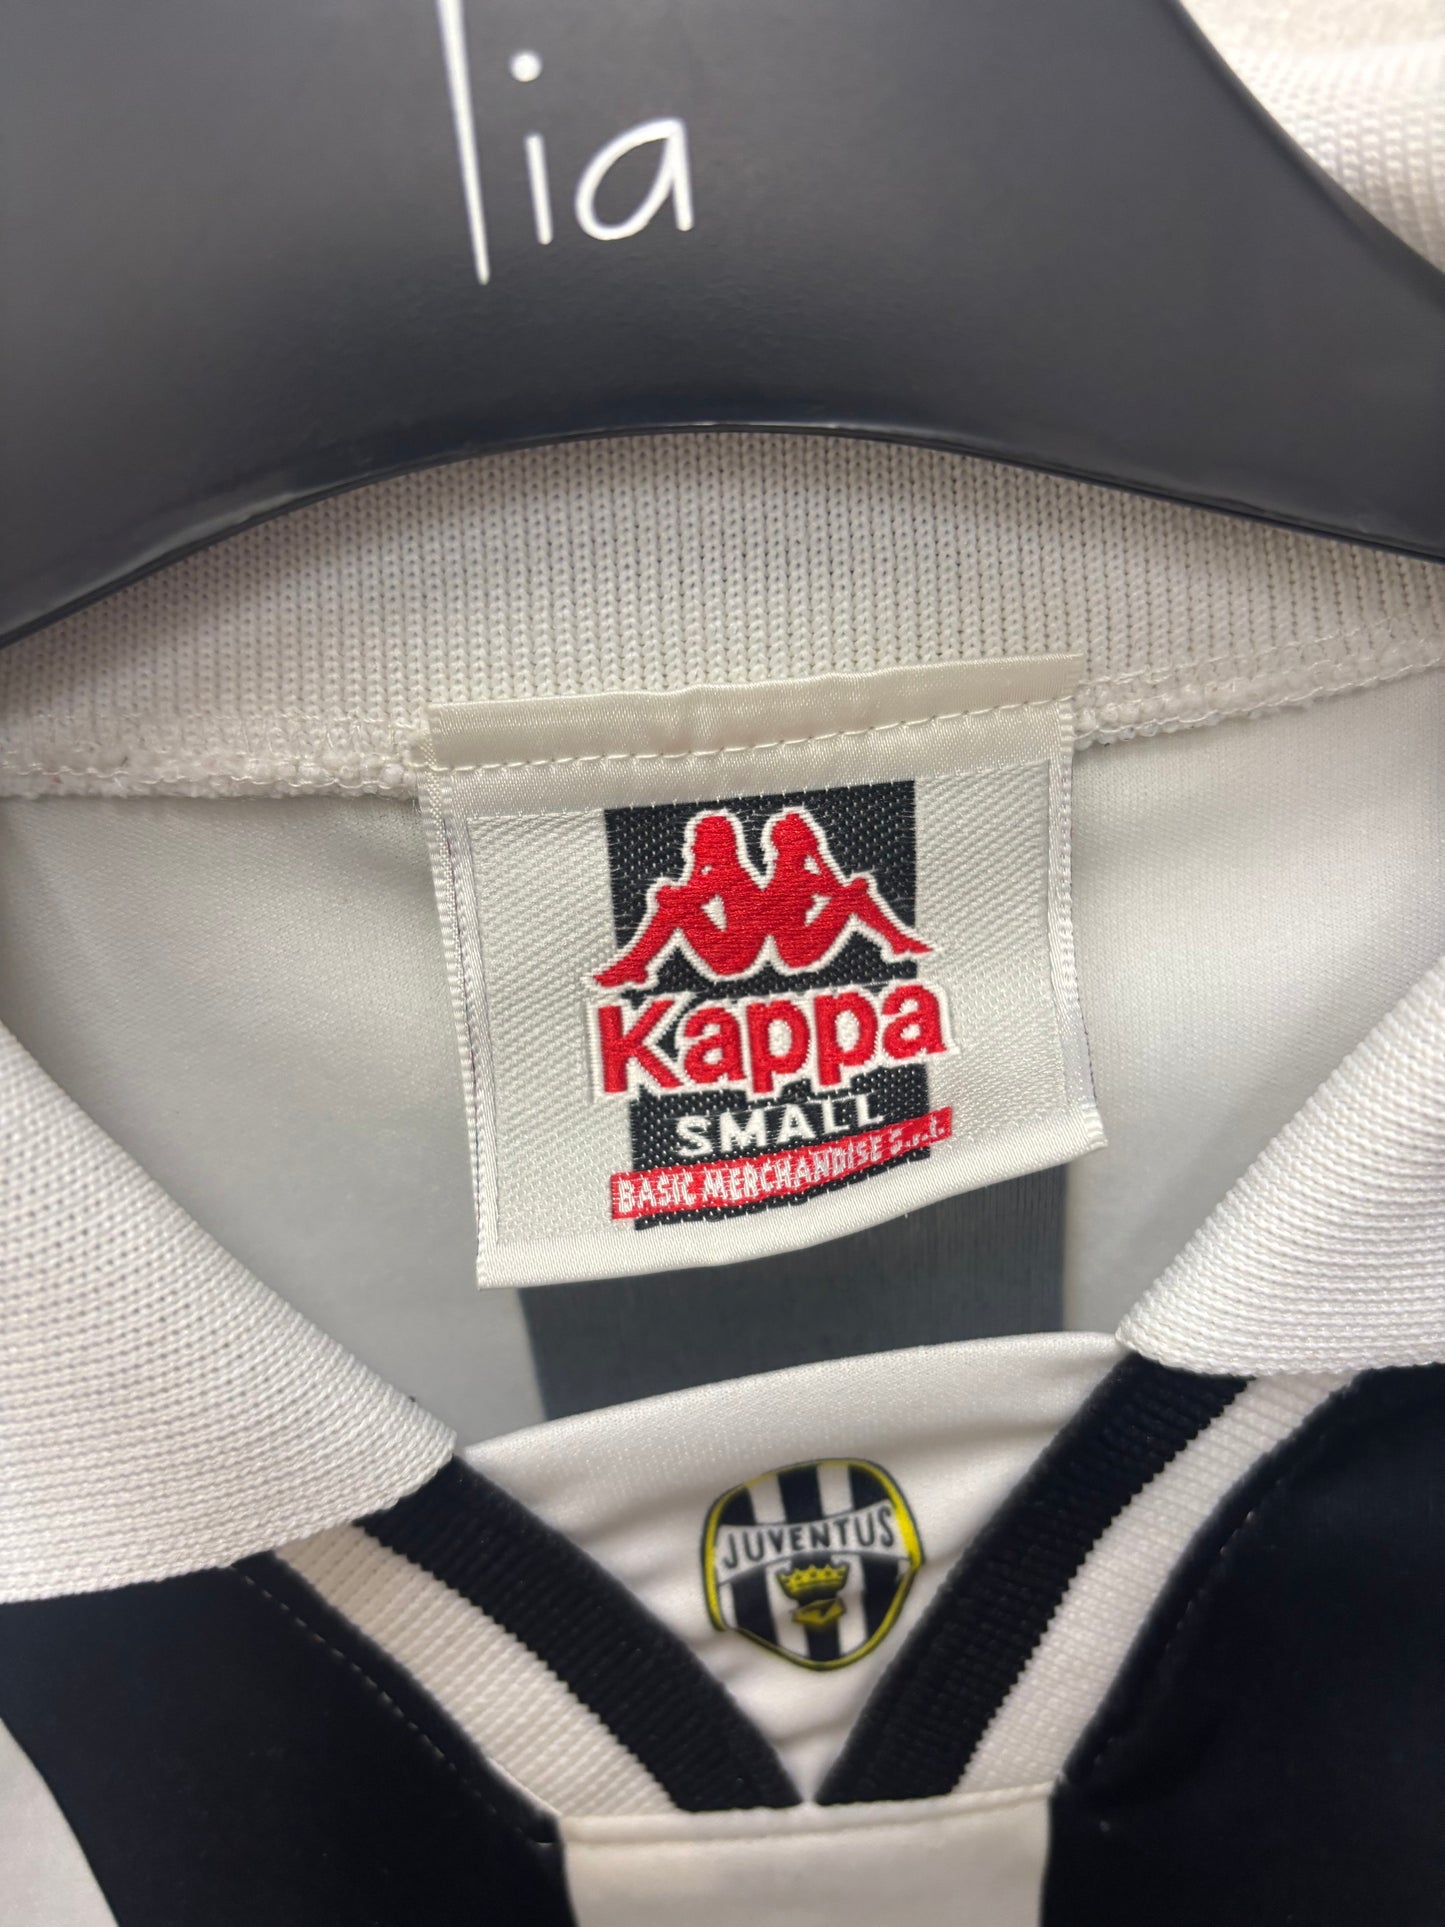 lia
Kappa
SMALL
BASIC MERCHANDISE S.r.l.
JUVENTUS